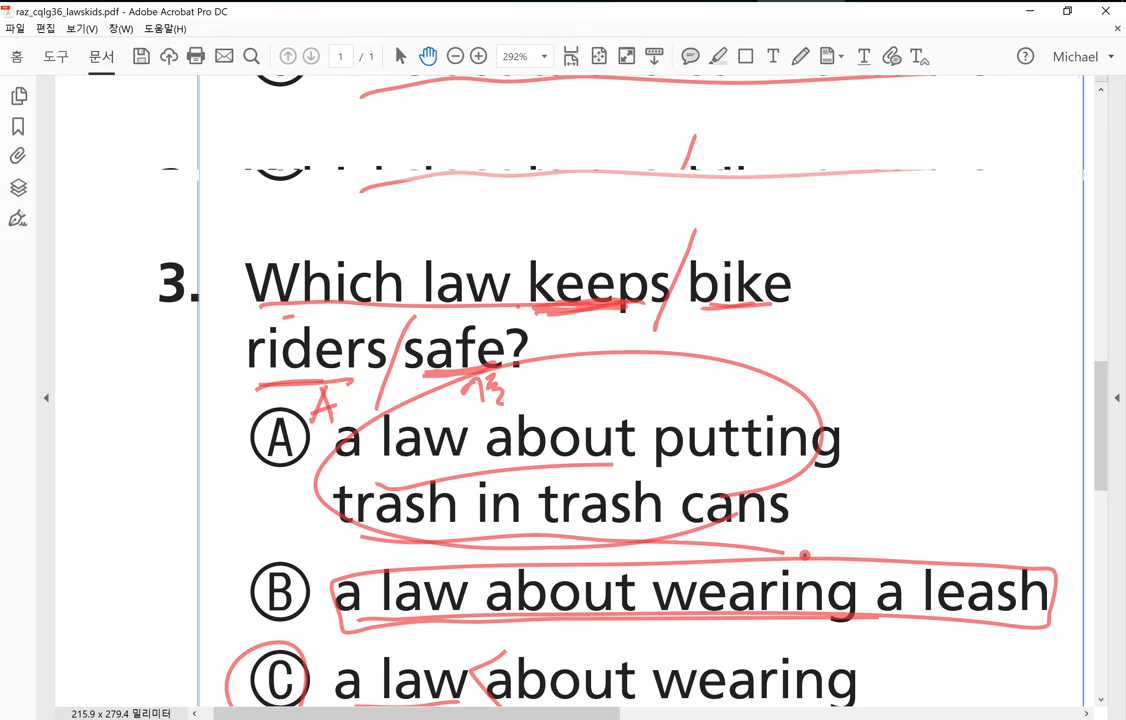 raz_cqlg36_lawskids.pdf - Adobe Acrobat Pro DC
파일 편집 보기(V) 창(W) 도움말(H)
홈 도구 문서 1 / 1 292% Michael
3. Which law keeps bike
riders safe?
A
Ⓐ a law about putting
trash in trash cans
Ⓑ a law about wearing a leash
Ⓒ a law about wearing
215.9 x 279.4 밀리미터